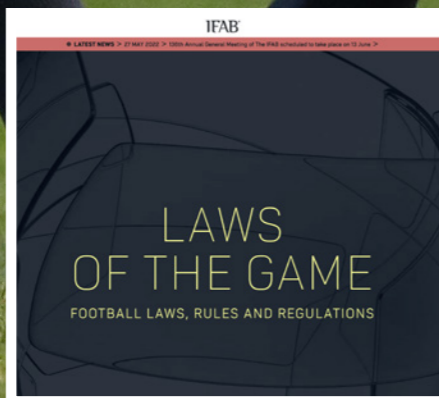 IFAB
LATEST NEWS > 27 MAY 2022 > 136th Annual General Meeting of The IFAB scheduled to take place on 13 June >
LAWS
OF THE GAME
FOOTBALL LAWS, RULES AND REGULATIONS